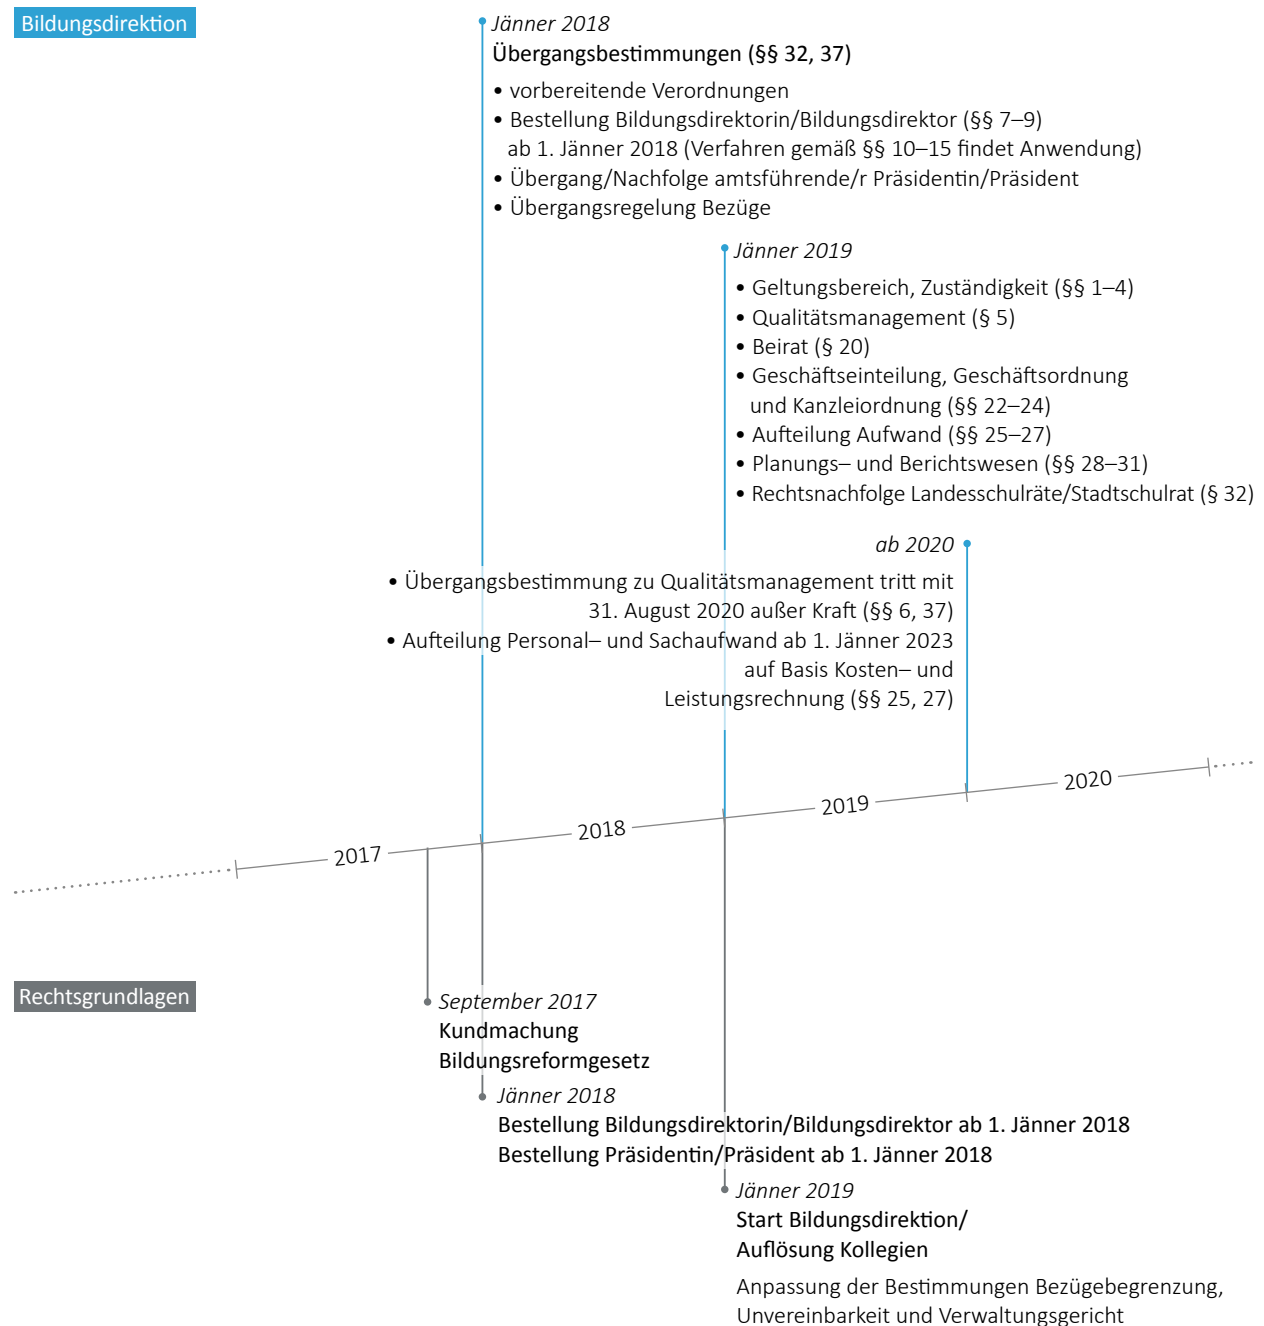 Bildungsdirektion
Jänner 2018
Übergangsbestimmungen (§§ 32, 37)
• vorbereitende Verordnungen
• Bestellung Bildungsdirektorin/Bildungsdirektor (§§ 7–9)
ab 1. Jänner 2018 (Verfahren gemäß §§ 10–15 findet Anwendung)
• Übergang/Nachfolge amtsführende/r Präsidentin/Präsident
• Übergangsregelung Bezüge
Jänner 2019
• Geltungsbereich, Zuständigkeit (§§ 1–4)
• Qualitätsmanagement (§ 5)
• Beirat (§ 20)
• Geschäftseinteilung, Geschäftsordnung
und Kanzleiordnung (§§ 22–24)
• Aufteilung Aufwand (§§ 25–27)
• Planungs– und Berichtswesen (§§ 28–31)
• Rechtsnachfolge Landesschulräte/Stadtschulrat (§ 32)
ab 2020
• Übergangsbestimmung zu Qualitätsmanagement tritt mit
31. August 2020 außer Kraft (§§ 6, 37)
• Aufteilung Personal– und Sachaufwand ab 1. Jänner 2023
auf Basis Kosten– und
Leistungsrechnung (§§ 25, 27)
2017
2018
2019
2020
Rechtsgrundlagen
September 2017
Kundmachung
Bildungsreformgesetz
Jänner 2018
Bestellung Bildungsdirektorin/Bildungsdirektor ab 1. Jänner 2018
Bestellung Präsidentin/Präsident ab 1. Jänner 2018
Jänner 2019
Start Bildungsdirektion/
Auflösung Kollegien
Anpassung der Bestimmungen Bezügebegrenzung,
Unvereinbarkeit und Verwaltungsgericht